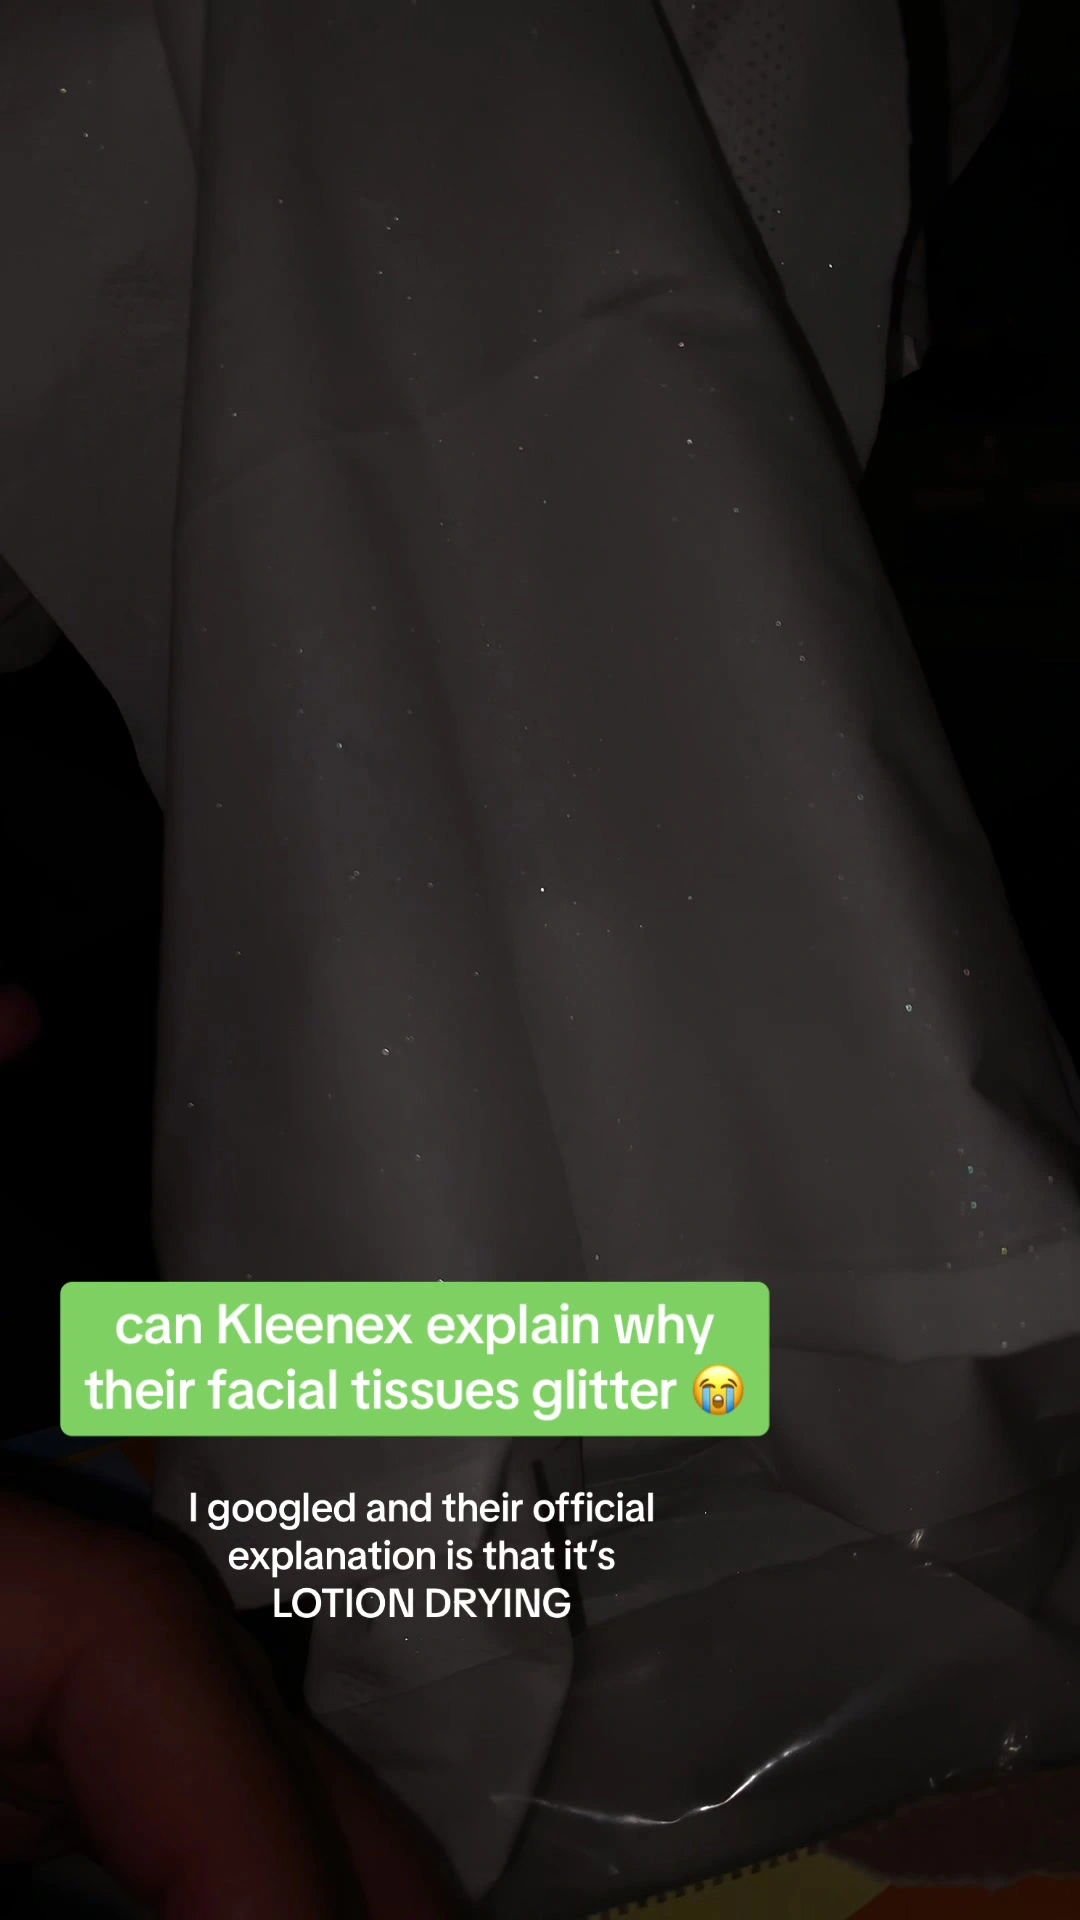 can Kleenex explain why
their facial tissues glitter 😭
I googled and their official
explanation is that it’s
LOTION DRYING